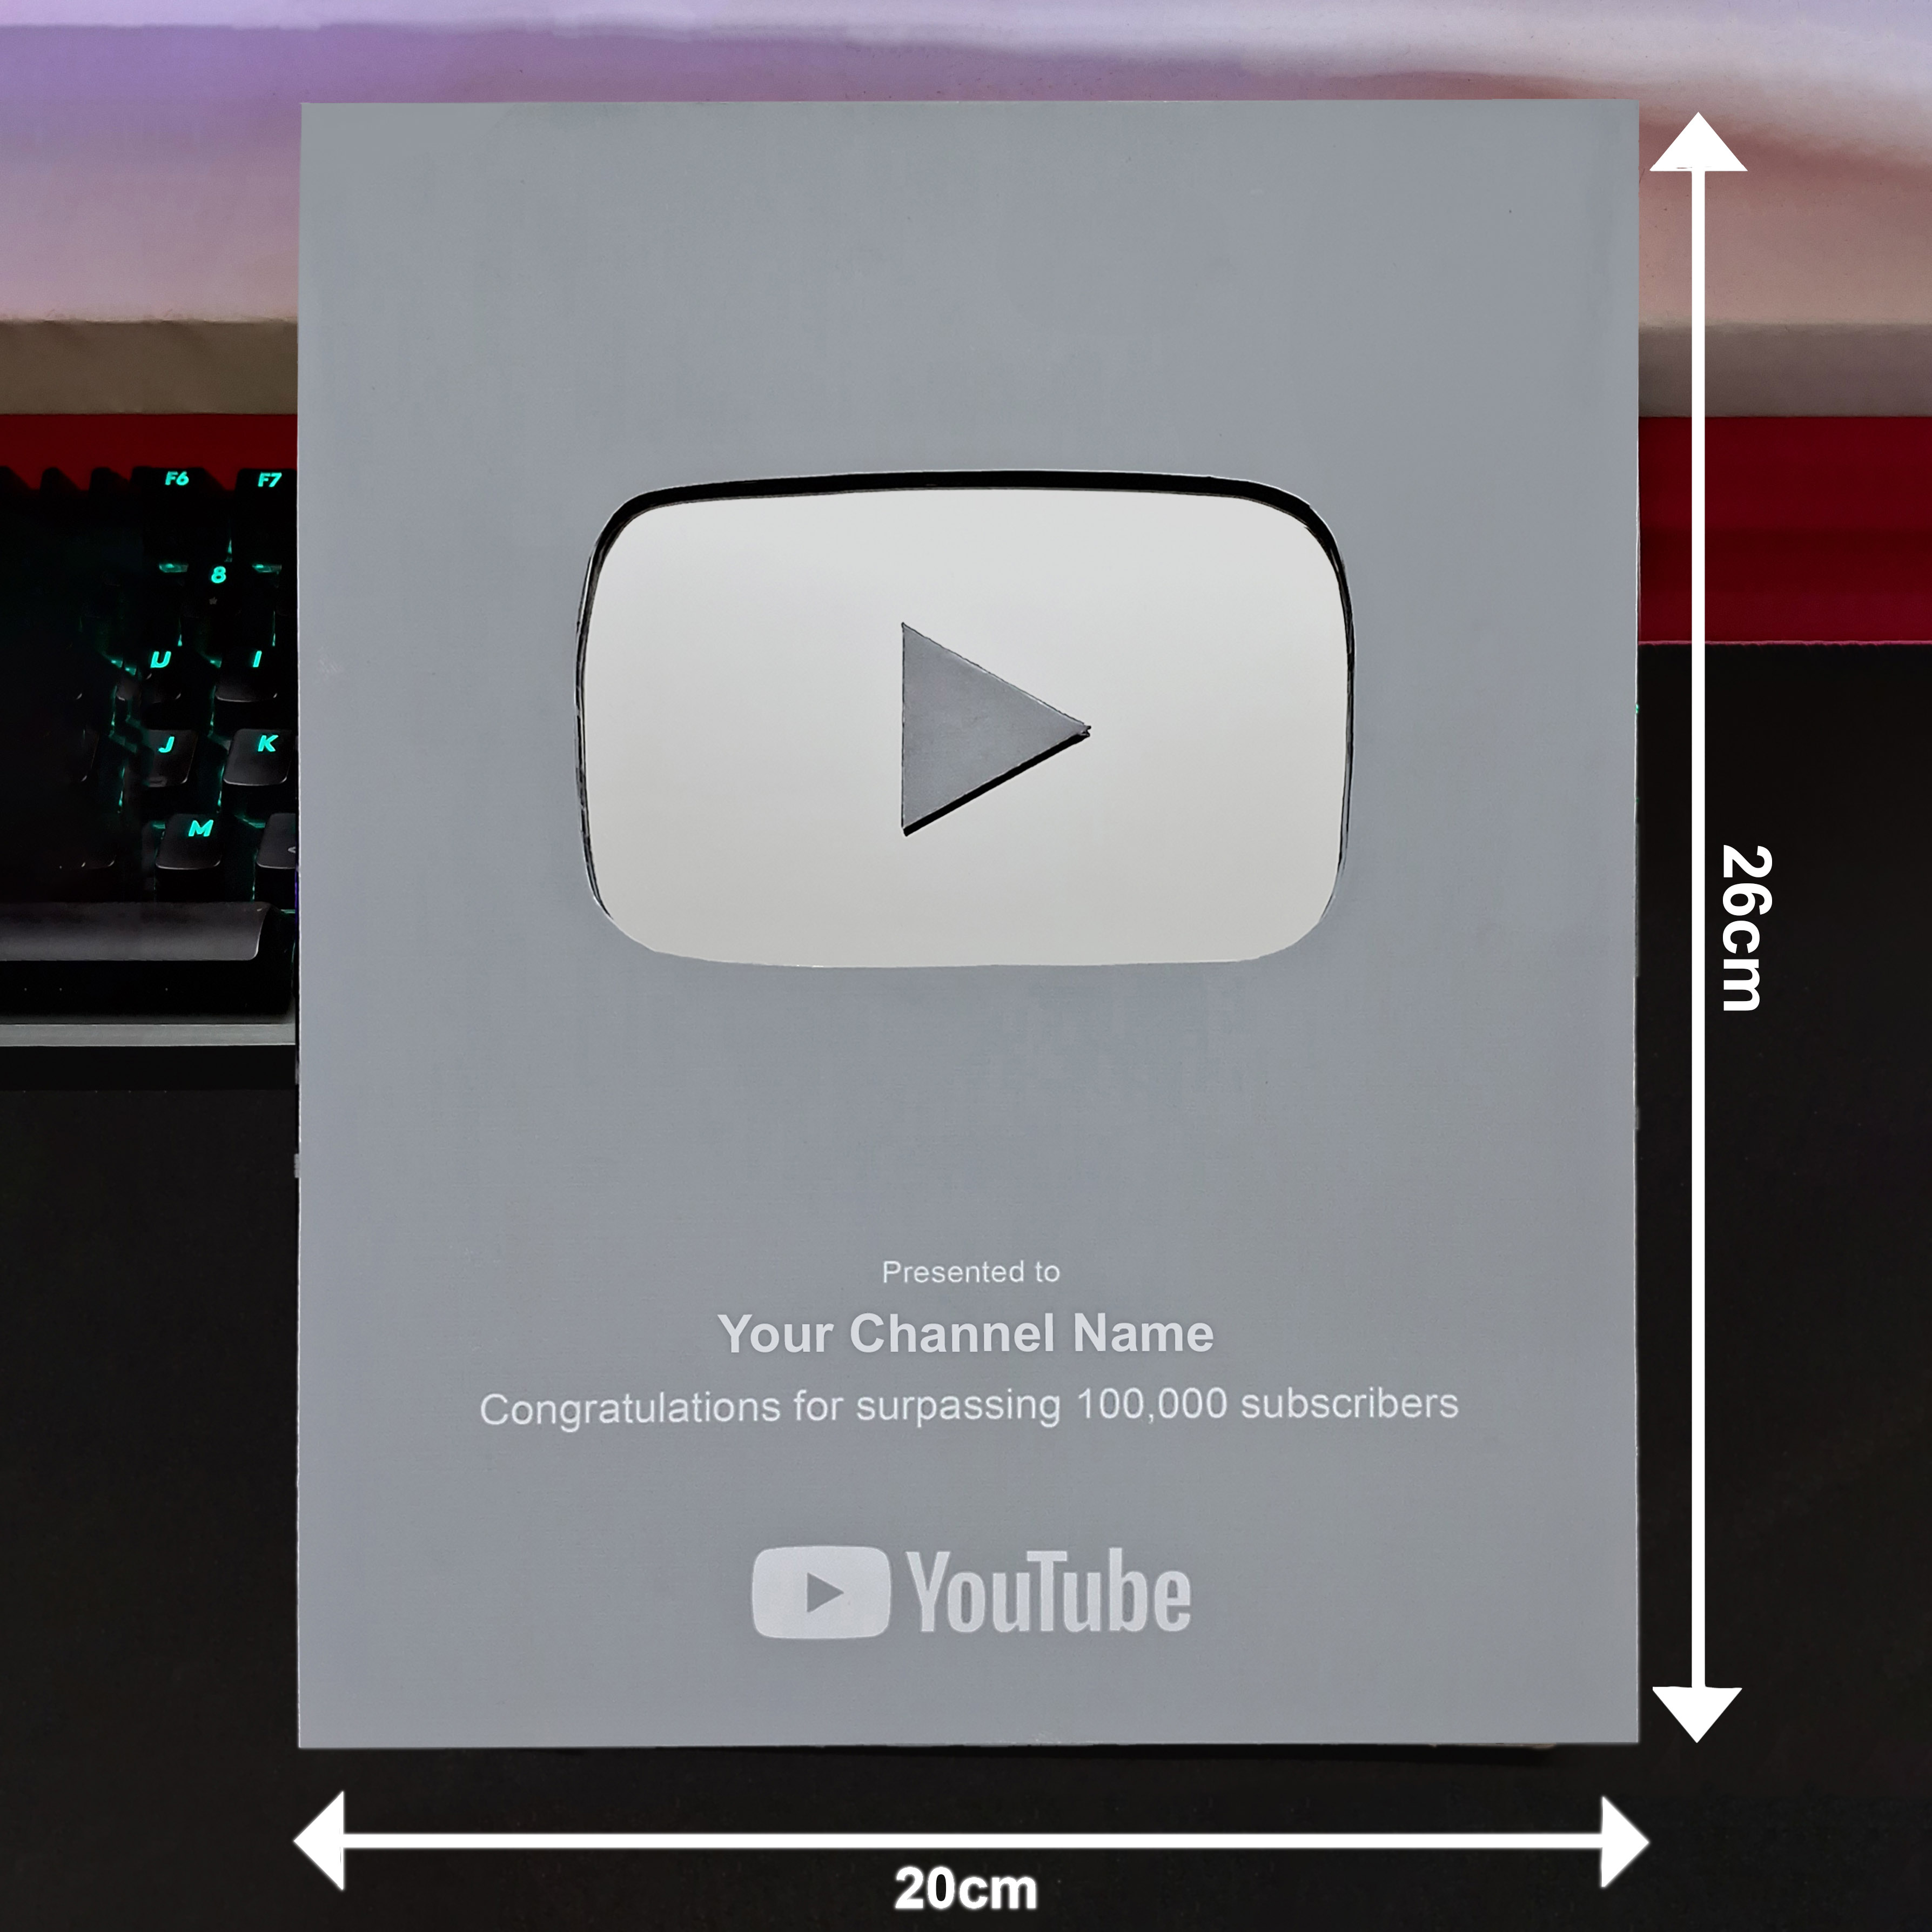 F6 F7
8
U I
J K
M
26cm
Presented to
Your Channel Name
Congratulations for surpassing 100,000 subscribers
YouTube
20cm